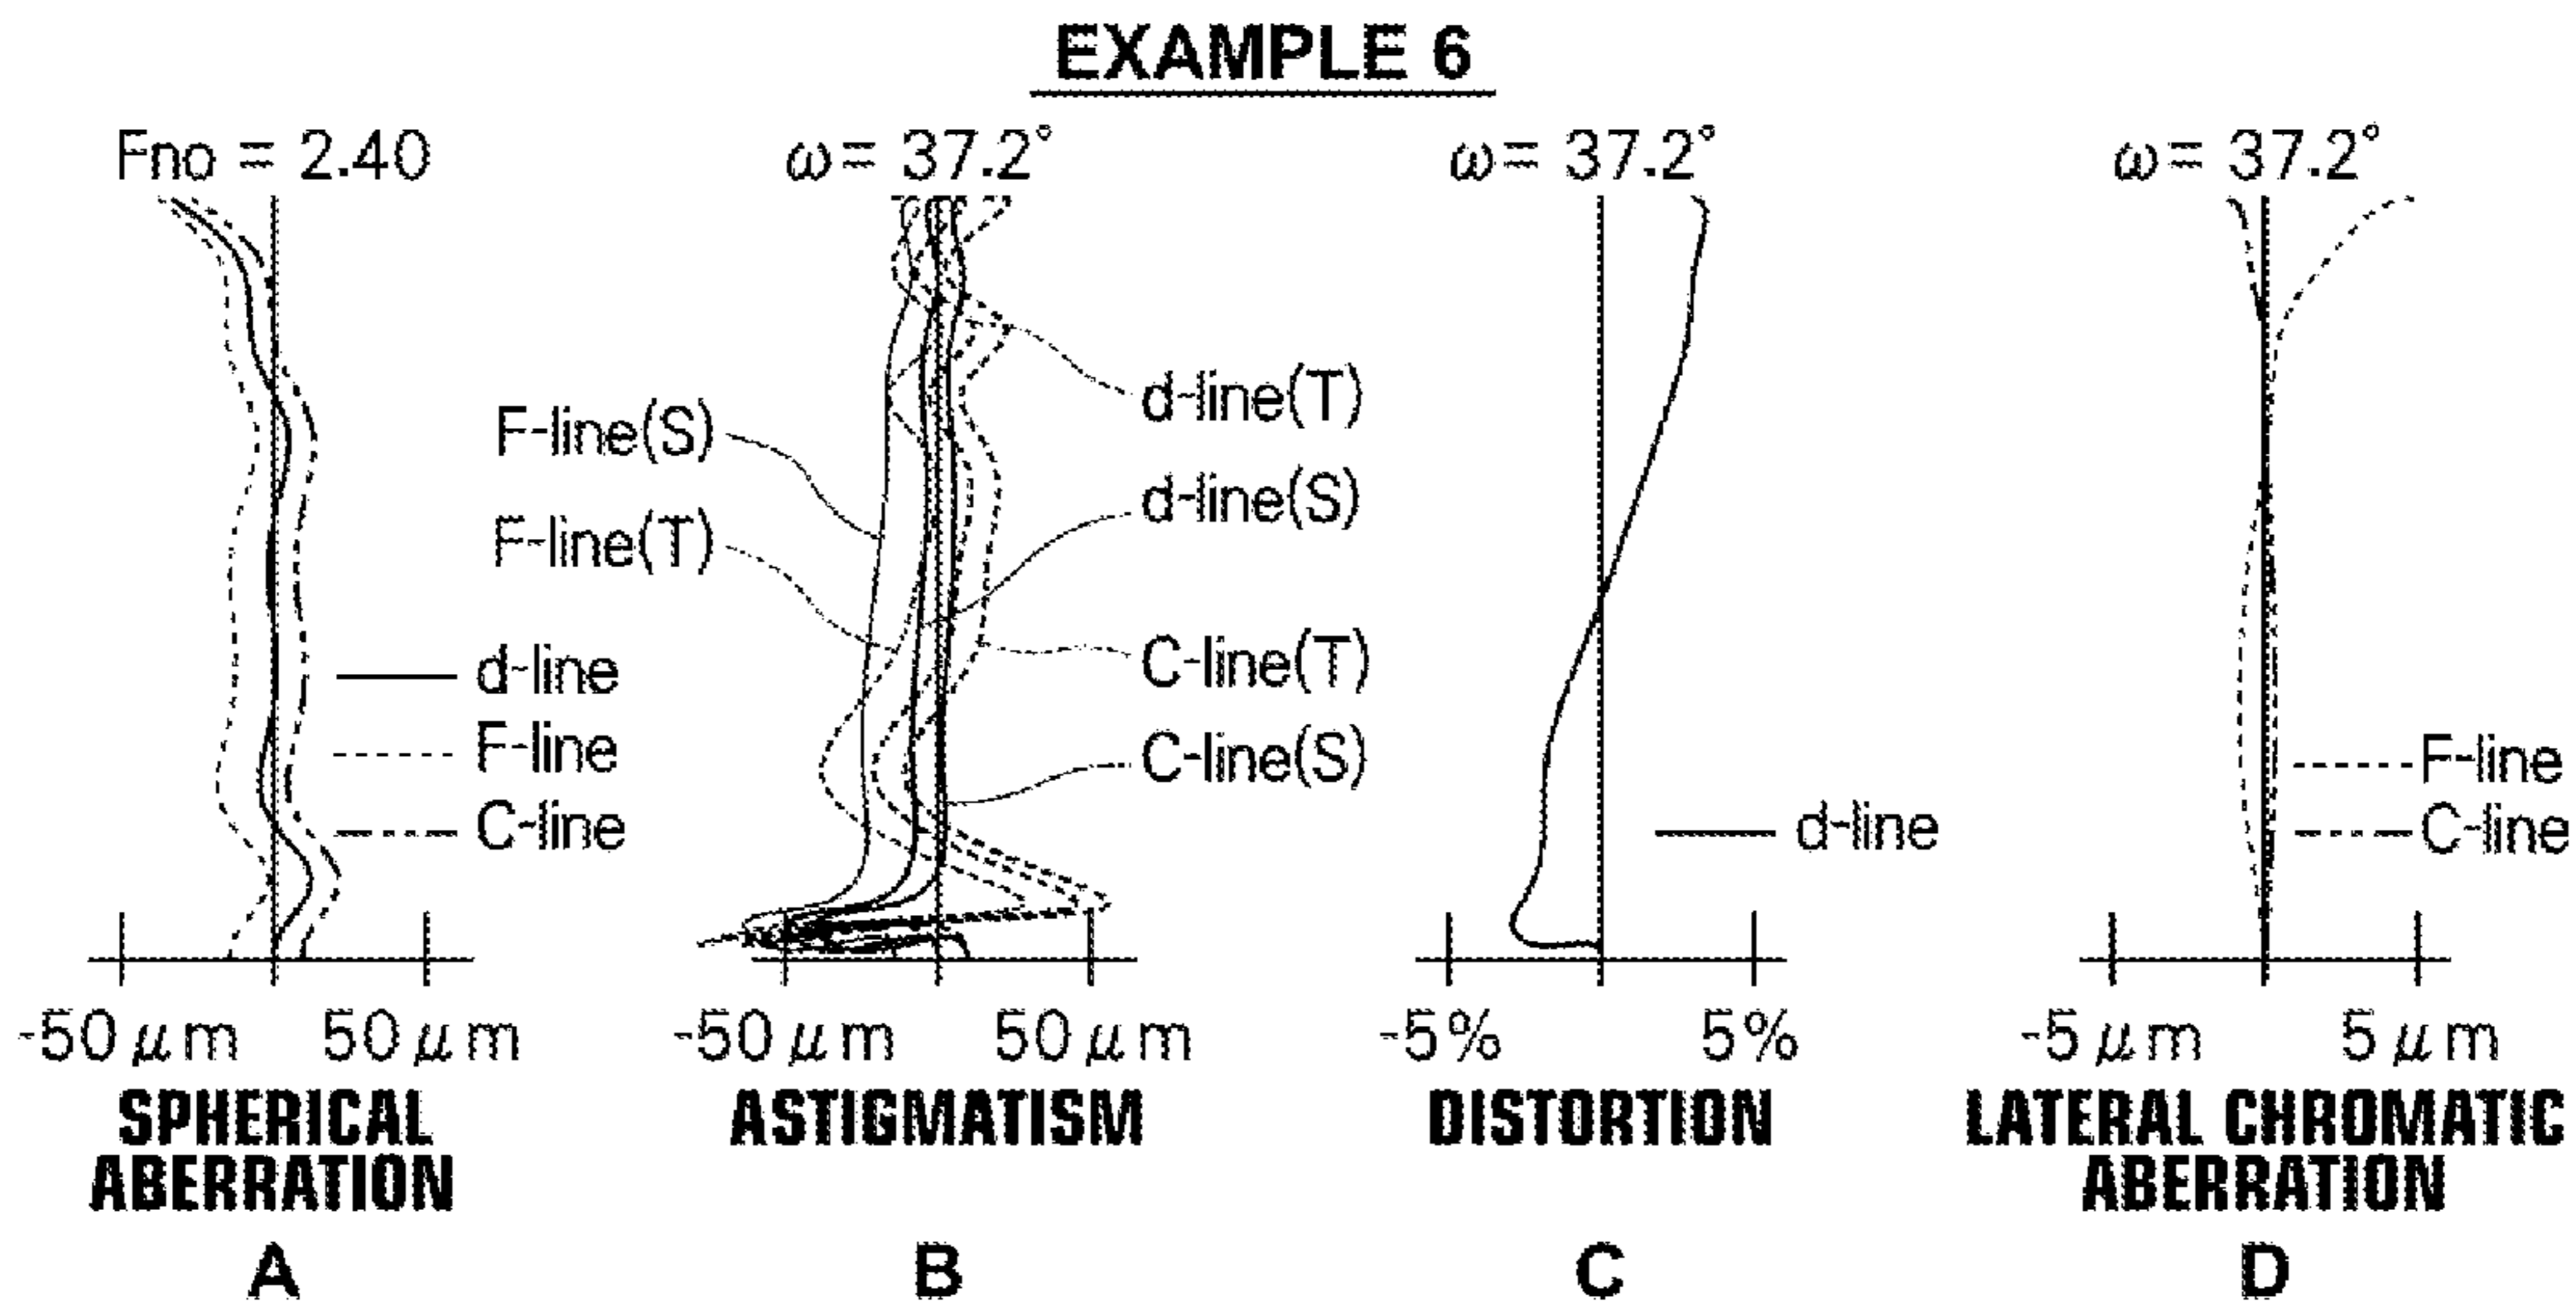 EXAMPLE 6
Fno = 2.40
ω= 37.2°
ω= 37.2°
ω= 37.2°
F-line(S)
F-line(T)
d-line(T)
d-line(S)
C-line(T)
C-line(S)
d-line
F-line
C-line
d-line
F-line
C-line
-50 μm 50 μm
-50 μm 50 μm
-5% 5%
-5 μm 5 μm
SPHERICAL
ABERRATION
ASTIGMATISM
DISTORTION
LATERAL CHROMATIC
ABERRATION
A
B
C
D